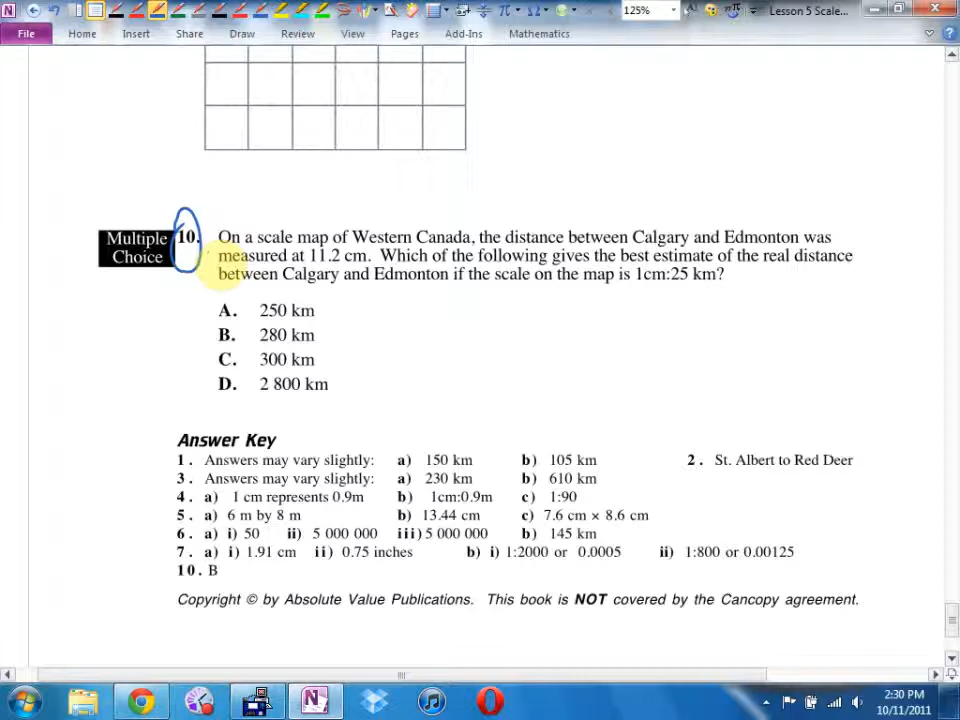 125%
Lesson 5 Scale...
File Home Insert Share Draw Review View Pages Add-Ins Mathematics
Multiple Choice
10. On a scale map of Western Canada, the distance between Calgary and Edmonton was
measured at 11.2 cm. Which of the following gives the best estimate of the real distance
between Calgary and Edmonton if the scale on the map is 1cm:25 km?
A. 250 km
B. 280 km
C. 300 km
D. 2 800 km
Answer Key
1. Answers may vary slightly: a) 150 km b) 105 km 2. St. Albert to Red Deer
3. Answers may vary slightly: a) 230 km b) 610 km
4. a) 1 cm represents 0.9m b) 1cm:0.9m c) 1:90
5. a) 6 m by 8 m b) 13.44 cm c) 7.6 cm × 8.6 cm
6. a) i) 50 ii) 5 000 000 iii) 5 000 000 b) 145 km
7. a) i) 1.91 cm ii) 0.75 inches b) i) 1:2000 or 0.0005 ii) 1:800 or 0.00125
10. B
Copyright © by Absolute Value Publications. This book is NOT covered by the Cancopy agreement.
2:30 PM
10/11/2011